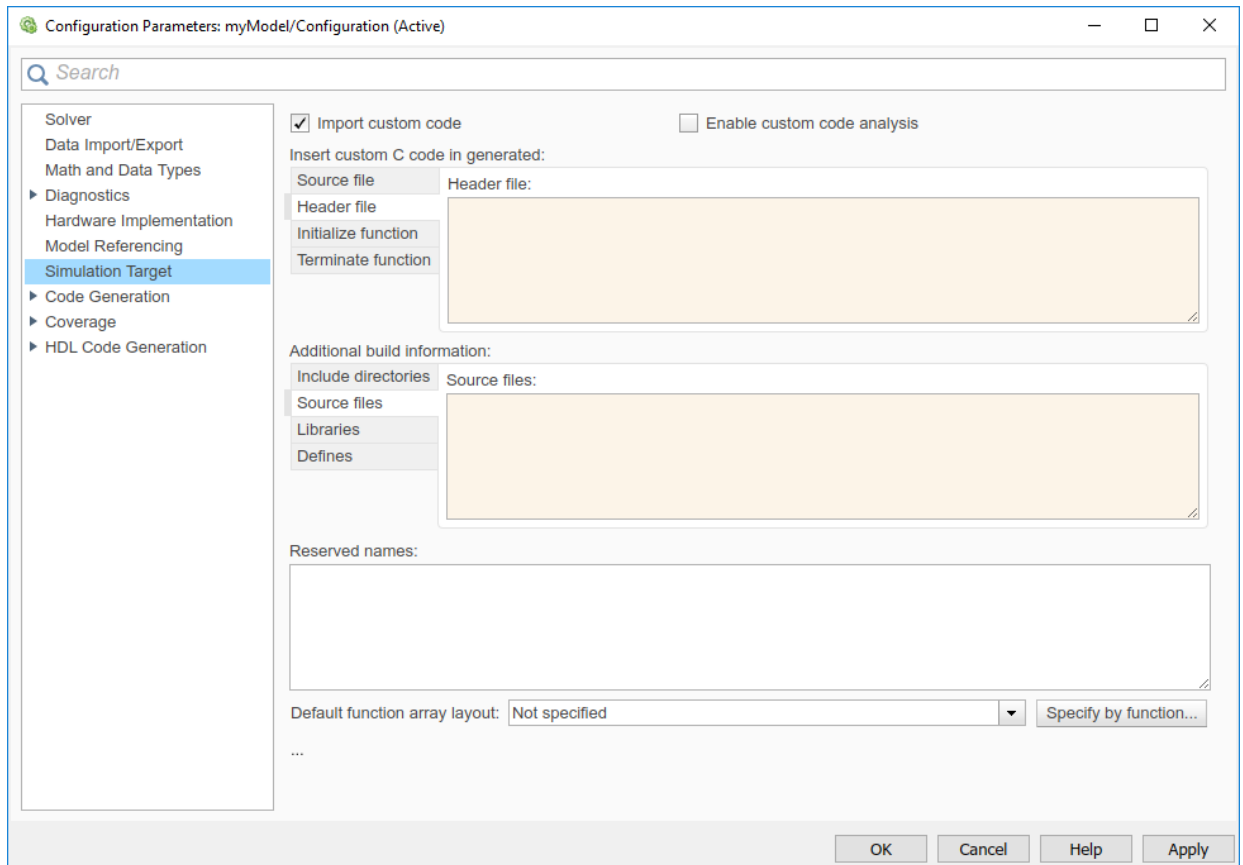 Configuration Parameters: myModel/Configuration (Active)
Search
Solver
Data Import/Export
Math and Data Types
Diagnostics
Hardware Implementation
Model Referencing
Simulation Target
Code Generation
Coverage
HDL Code Generation
Import custom code
Enable custom code analysis
Insert custom C code in generated:
Source file
Header file
Initialize function
Terminate function
Header file:
Additional build information:
Include directories
Source files
Libraries
Defines
Source files:
Reserved names:
Default function array layout: Not specified
Specify by function...
...
OK
Cancel
Help
Apply